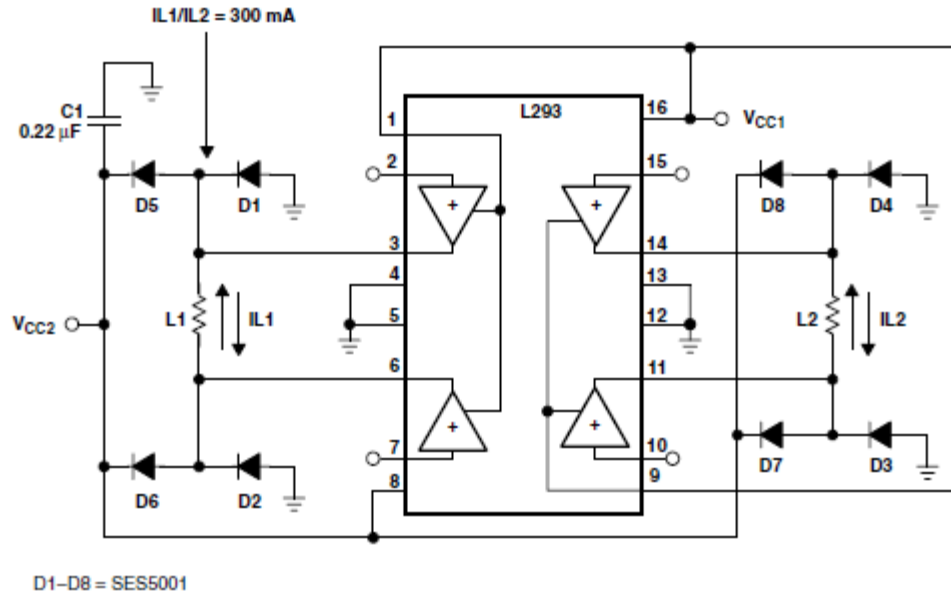 IL1/IL2 = 300 mA
C1
0.22 µF
L293
1
16
VCC1
2
15
D5
D1
D8
D4
+
+
3
14
4
13
VCC2
L1
IL1
5
12
L2
IL2
6
11
+
+
7
10
D6
D2
8
9
D7
D3
D1–D8 = SES5001